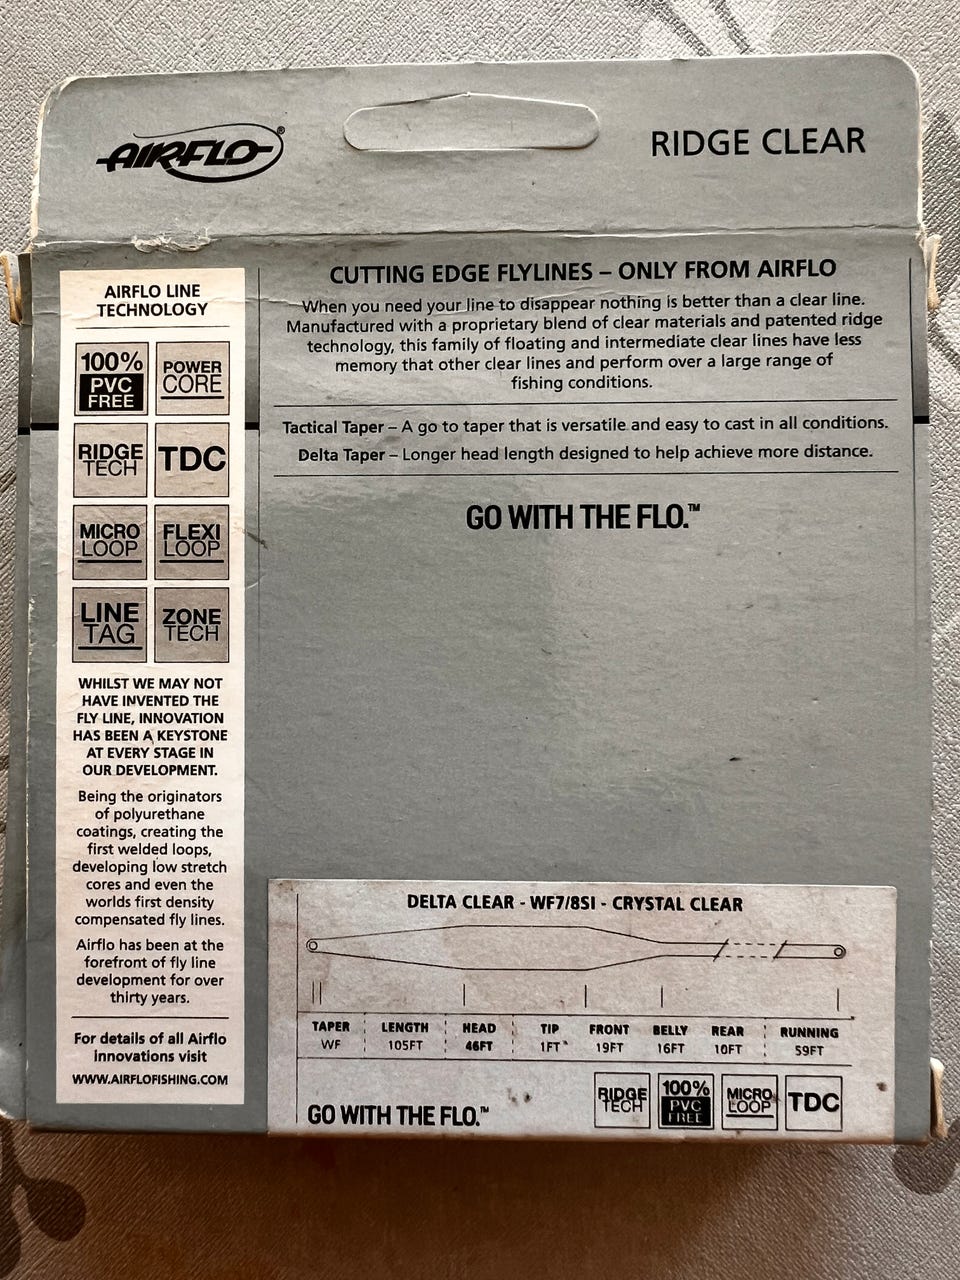 AIRFLO®
RIDGE CLEAR
AIRFLO LINE
TECHNOLOGY
100%
PVC
FREE
POWER
CORE
RIDGE
TECH
TDC
MICRO
LOOP
FLEXI
LOOP
LINE
TAG
ZONE
TECH
WHILST WE MAY NOT
HAVE INVENTED THE
FLY LINE, INNOVATION
HAS BEEN A KEYSTONE
AT EVERY STAGE IN
OUR DEVELOPMENT.
Being the originators
of polyurethane
coatings, creating the
first welded loops,
developing low stretch
cores and even the
worlds first density
compensated fly lines.
Airflo has been at the
forefront of fly line
development for over
thirty years.
For details of all Airflo
innovations visit
WWW.AIRFLOFISHING.COM
CUTTING EDGE FLYLINES – ONLY FROM AIRFLO
When you need your line to disappear nothing is better than a clear line.
Manufactured with a proprietary blend of clear materials and patented ridge
technology, this family of floating and intermediate clear lines have less
memory that other clear lines and perform over a large range of
fishing conditions.
Tactical Taper – A go to taper that is versatile and easy to cast in all conditions.
Delta Taper – Longer head length designed to help achieve more distance.
GO WITH THE FLO.™
DELTA CLEAR - WF7/8SI - CRYSTAL CLEAR
TAPER LENGTH HEAD TIP FRONT BELLY REAR RUNNING
WF 105FT 46FT 1FT 19FT 16FT 10FT 59FT
GO WITH THE FLO.™
RIDGE
TECH
100%
PVC
FREE
MICRO
LOOP
TDC